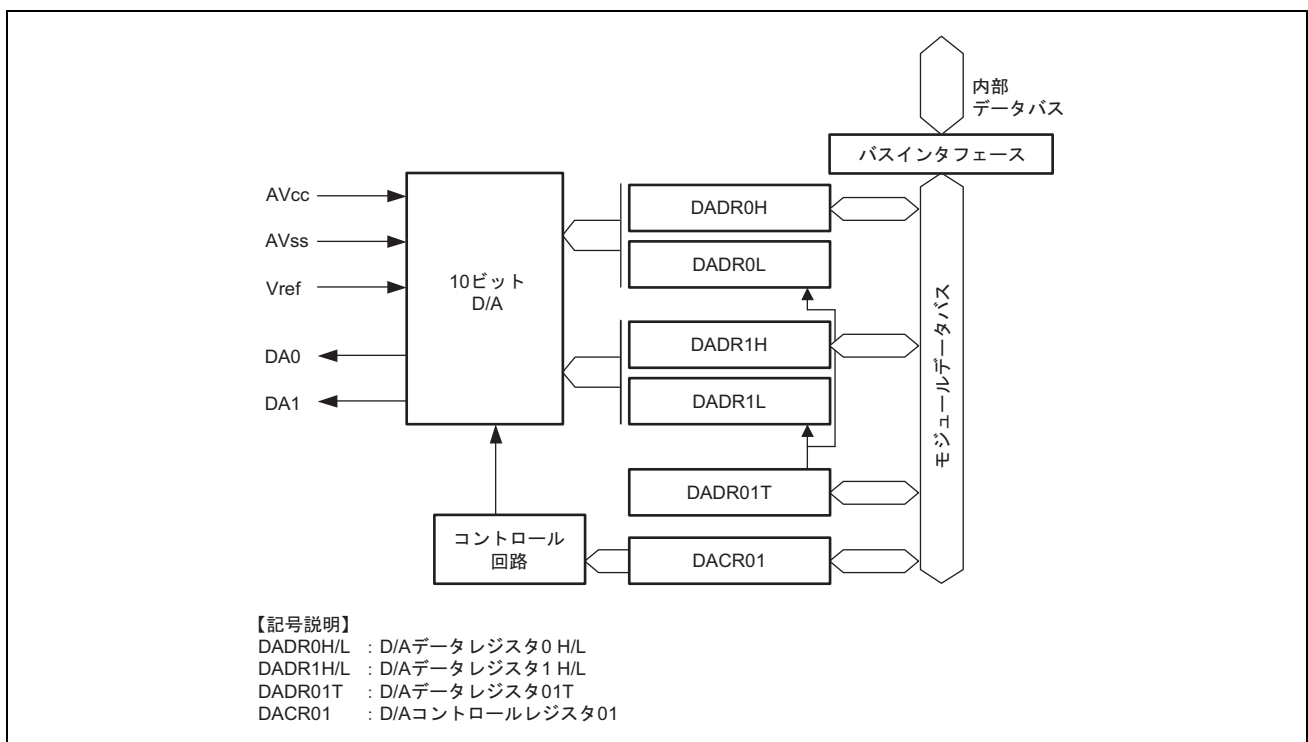 内部
データバス
バスインタフェース
AVcc
AVss
Vref
DA0
DA1
10ビット
D/A
DADR0H
DADR0L
DADR1H
DADR1L
DADR01T
DACR01
コントロール
回路
モジュールデータバス
【記号説明】
DADR0H/L : D/Aデータレジスタ0 H/L
DADR1H/L : D/Aデータレジスタ1 H/L
DADR01T : D/Aデータレジスタ01T
DACR01 : D/Aコントロールレジスタ01